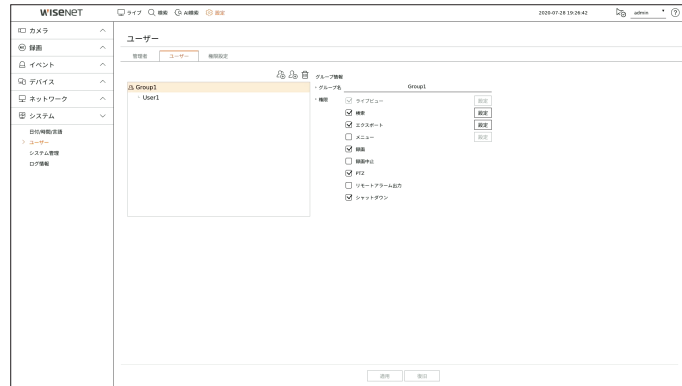 WISENET
ライブ 検索 AI検索 設定
2020-07-28 19:26:42
admin
カメラ
録画
イベント
デバイス
ネットワーク
システム
日付/時間/言語
ユーザー
システム管理
ログ情報
ユーザー
管理者 ユーザー 権限設定
Group1
User1
グループ情報
・グループ名 Group1
・権限
ライブビュー 設定
検索 設定
エクスポート 設定
メニュー 設定
録画
録画中止
PTZ
リモートアラーム出力
シャットダウン
適用 復旧